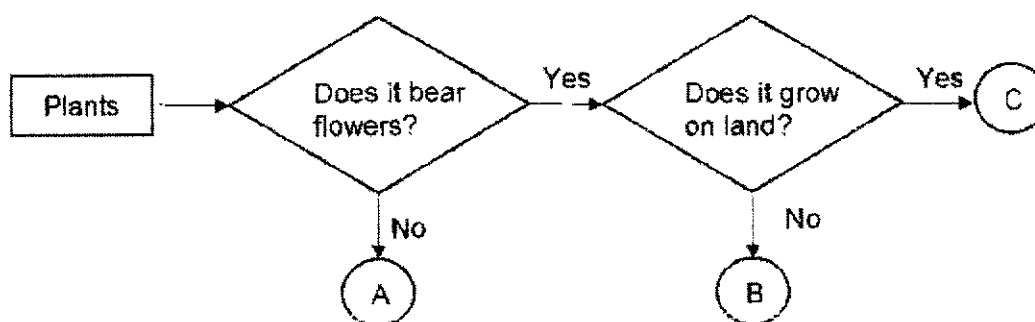 Plants
Does it bear
flowers?
Yes
Does it grow
on land?
Yes
C
No
A
No
B